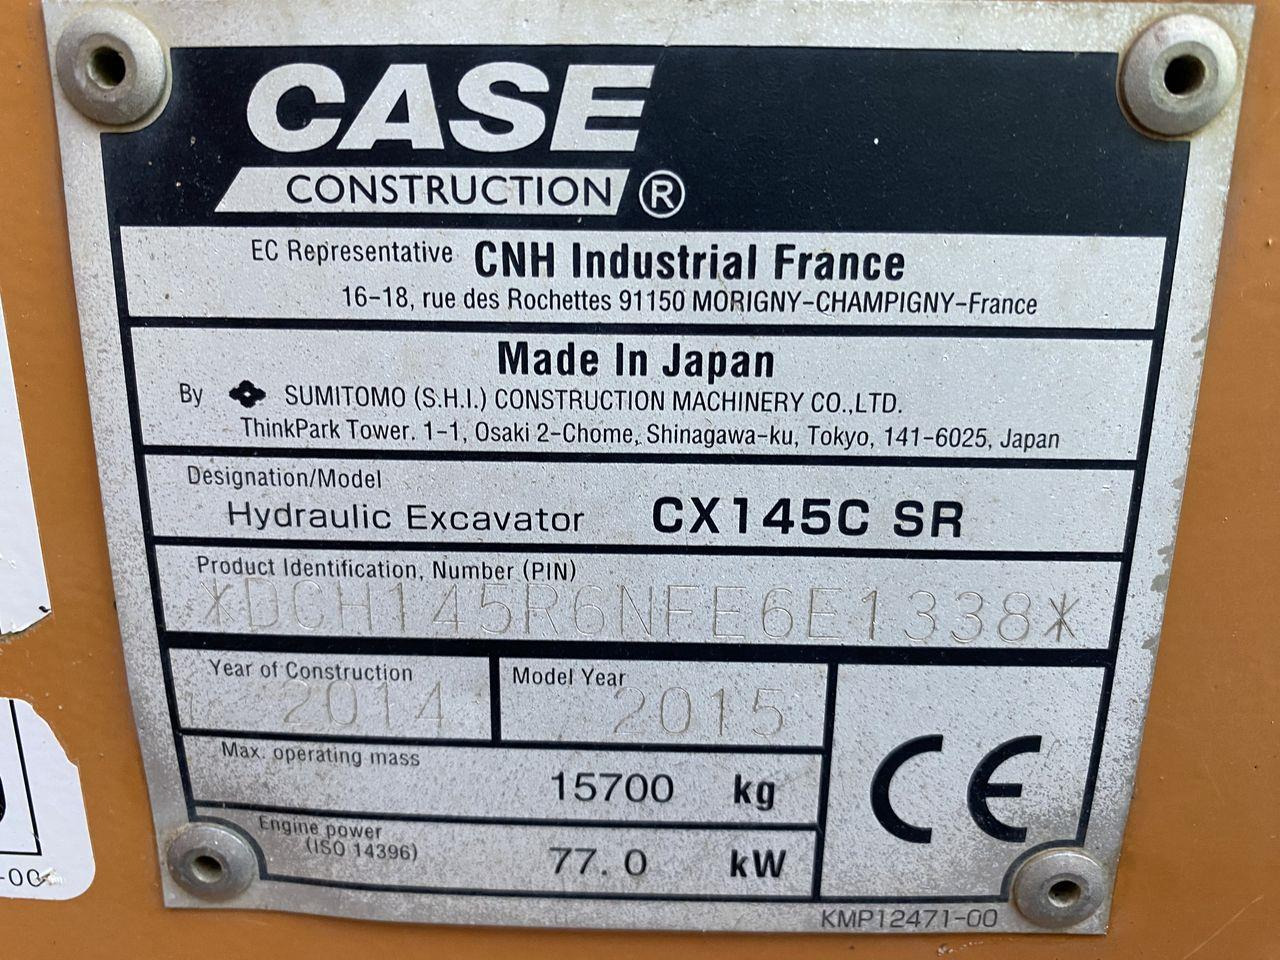 CASE
CONSTRUCTION ®
EC Representative CNH Industrial France
16-18, rue des Rochettes 91150 MORIGNY-CHAMPIGNY-France
Made In Japan
By SUMITOMO (S.H.I.) CONSTRUCTION MACHINERY CO.,LTD.
ThinkPark Tower. 1-1, Osaki 2-Chome, Shinagawa-ku, Tokyo, 141-6025, Japan
Designation/Model
Hydraulic Excavator CX145C SR
Product Identification, Number (PIN)
*DCH145R6NFE6E1338*
Year of Construction Model Year
2014 2015
Max. operating mass
15700 kg
Engine power
(ISO 14396)
77.0 kW
CE
KMP12471-00
-00